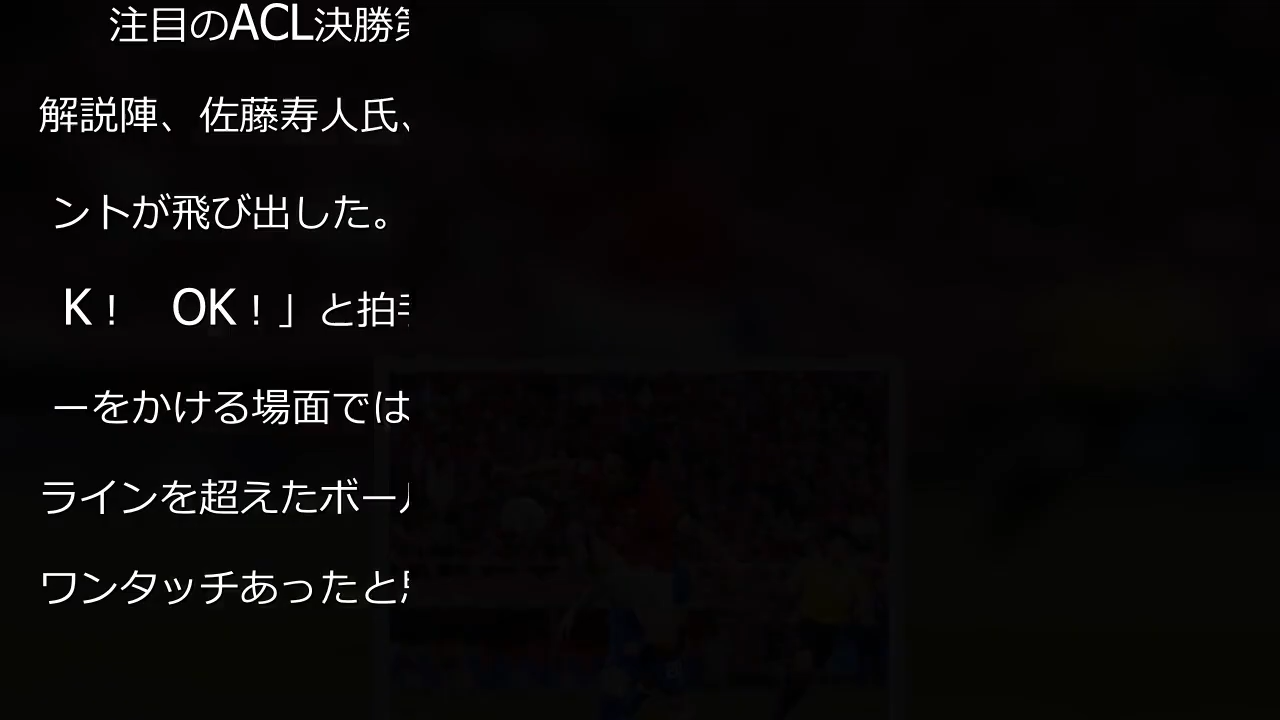 注目のACL決勝
解説陣、佐藤寿人氏、
ントが飛び出した。
K！　OK！」と拍
ーをかける場面では
ラインを超えたボー
ワンタッチあったと